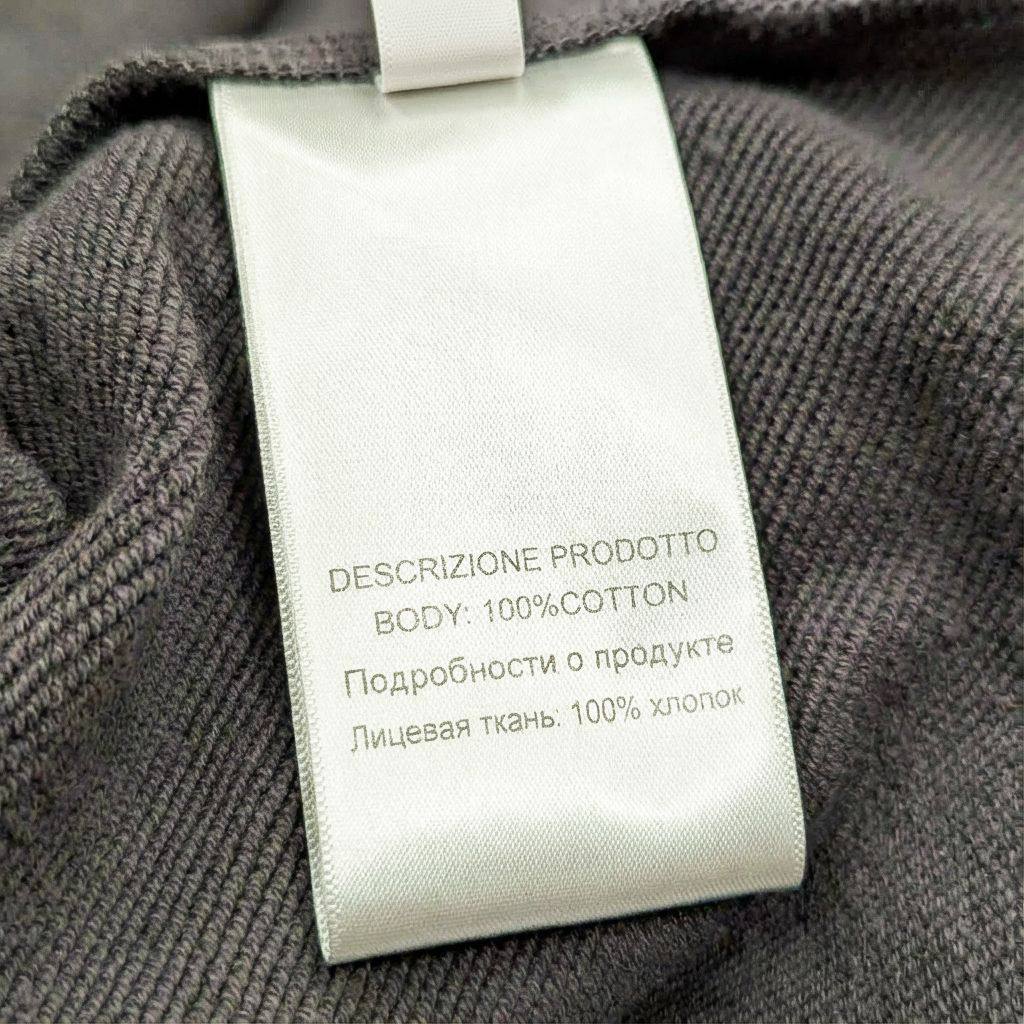 DESCRIZIONE PRODOTTO
BODY: 100%COTTON
Подробности о продукте
Лицевая ткань: 100% хлопок